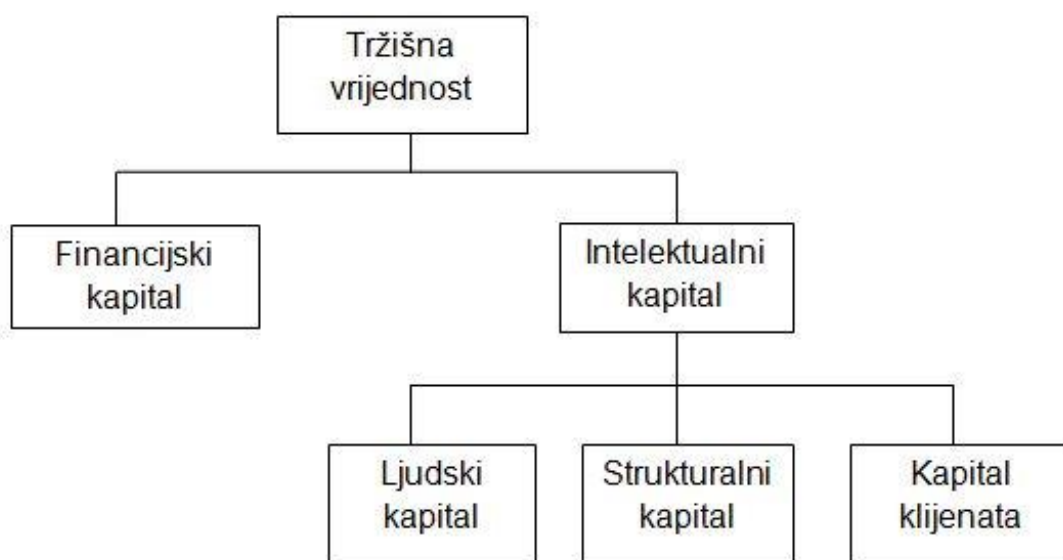 Tržišna
vrijednost
Financijski
kapital
Intelektualni
kapital
Ljudski
kapital
Strukturalni
kapital
Kapital
klijenata